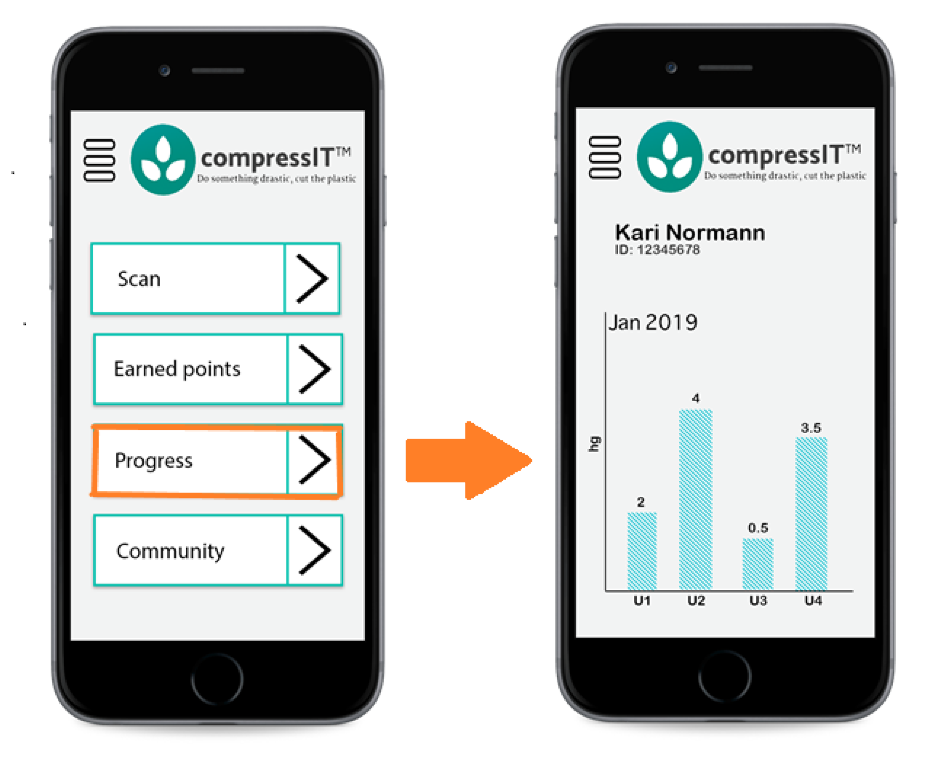 compressIT™
Do something drastic, cut the plastic
Scan
Earned points
Progress
Community
compressIT™
Do something drastic, cut the plastic
Kari Normann
ID: 12345678
Jan 2019
hg
2
4
0.5
3.5
U1 U2 U3 U4